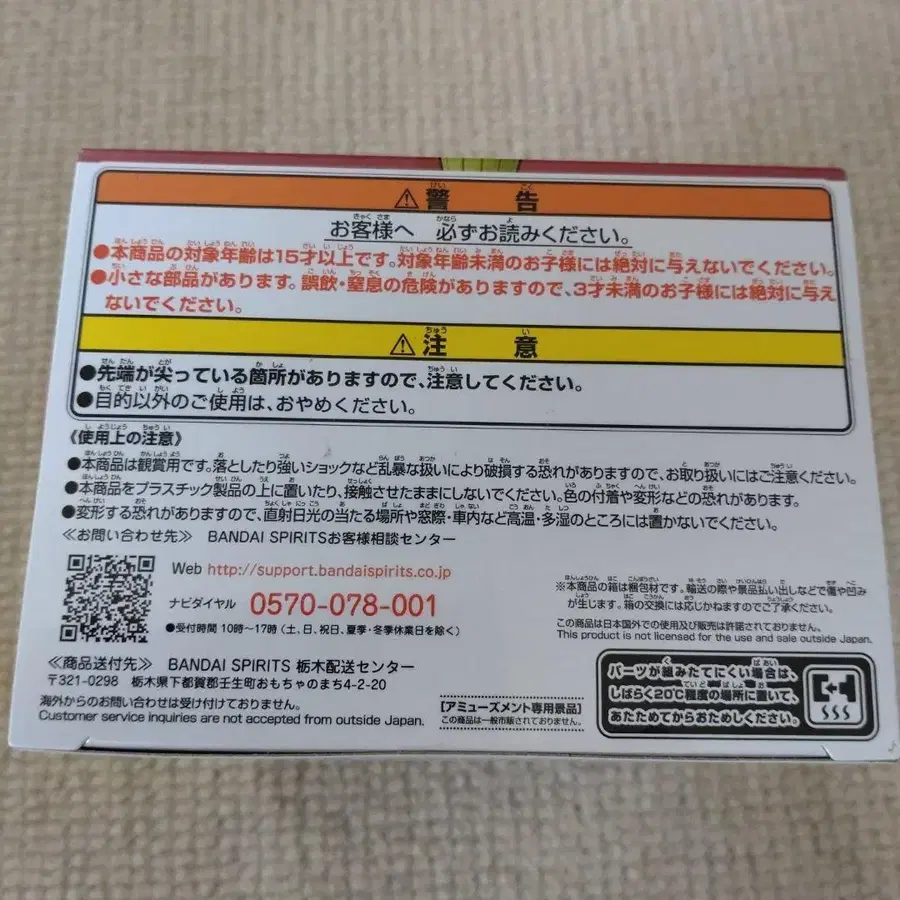 ⚠警告
お客様へ 必ずお読みください。
●本商品の対象年齢は15才以上です。対象年齢未満のお子様には絶対に与えないでください。
●小さな部品があります。誤飲・窒息の危険がありますので、3才未満のお子様には絶対に与え
ないでください。
⚠注意
●先端が尖っている箇所がありますので、注意してください。
●目的以外のご使用は、おやめください。
《使用上の注意》
●本商品は観賞用です。落としたり強いショックなど乱暴な扱いにより破損する恐れがありますので、お取り扱いにはご注意ください。
●本商品をプラスチック製品の上に置いたり、接触させたままにしないでください。色の付着や変形などの恐れがあります。
●変形する恐れがありますので、直射日光の当たる場所や窓際・車内など高温・多湿のところには置かないでください。
≪お問い合わせ先≫ BANDAI SPIRITSお客様相談センター
Web http://support.bandaispirits.co.jp
ナビダイヤル 0570-078-001
●受付時間 10時〜17時(土、日、祝日、夏季・冬季休業日を除く)
※本商品の箱は梱包材です。輸送の際や景品払い出しなどで傷や凹み
が生じます。箱の交換には応じかねますのでご了承ください。
この商品は日本国外での使用及び販売は許諾されておりません。
This product is not licensed for the use and sale outside Japan.
≪商品送付先≫ BANDAI SPIRITS 栃木配送センター
〒321-0298 栃木県下都賀郡壬生町おもちゃのまち4-2-20
海外からのお問い合わせは受け付けておりません。
Customer service inquiries are not accepted from outside Japan.
[アミューズメント専用景品]
この商品は一般市販されておりません。
パーツが組みたてにくい場合は、
しばらく20℃程度の場所に置いて、
あたためてからおためしください。